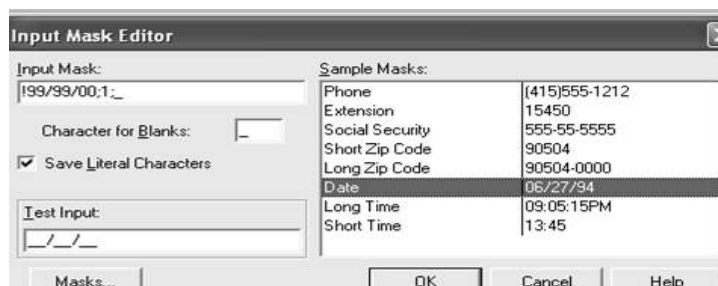 Input Mask Editor
Input Mask:
!99/99/00;1;_
Character for Blanks:
_
Save Literal Characters
Test Input:
__/__/__
Masks...
Sample Masks:
Phone (415)555-1212
Extension 15450
Social Security 555-55-5555
Short Zip Code 90504
Long Zip Code 90504-0000
Date 06/27/94
Long Time 09:05:15PM
Short Time 13:45
OK Cancel Help